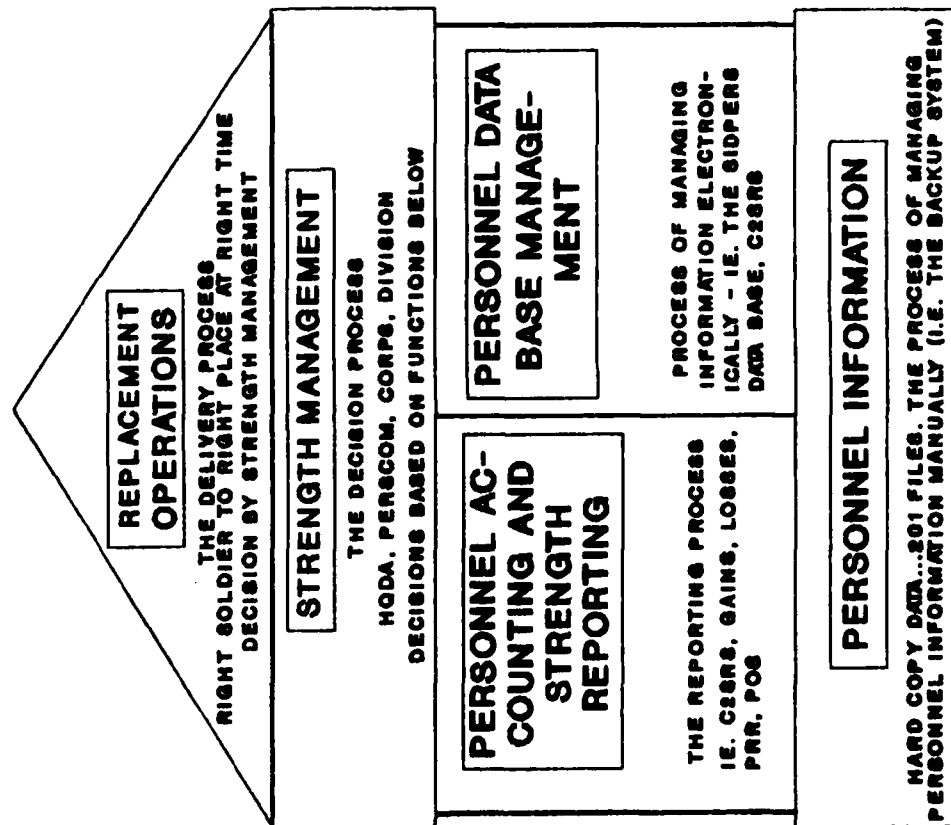 REPLACEMENT
OPERATIONS
THE DELIVERY PROCESS
RIGHT SOLDIER TO RIGHT PLACE AT RIGHT TIME
DECISION BY STRENGTH MANAGEMENT
STRENGTH MANAGEMENT
THE DECISION PROCESS
HQDA, PERSCOM, CORPS, DIVISION
DECISIONS BASED ON FUNCTIONS BELOW
PERSONNEL AC-
COUNTING AND
STRENGTH
REPORTING
THE REPORTING PROCESS
IE. C2SRS, GAINS, LOSSES,
PRR, POS
PERSONNEL DATA
BASE MANAGE-
MENT
PROCESS OF MANAGING
INFORMATION ELECTRON-
ICALLY - IE. THE SIDPERS
DATA BASE, C2SRS
PERSONNEL INFORMATION
HARD COPY DATA...201 FILES. THE PROCESS OF MANAGING
PERSONNEL INFORMATION MANUALLY (I.E. THE BACKUP SYSTEM)